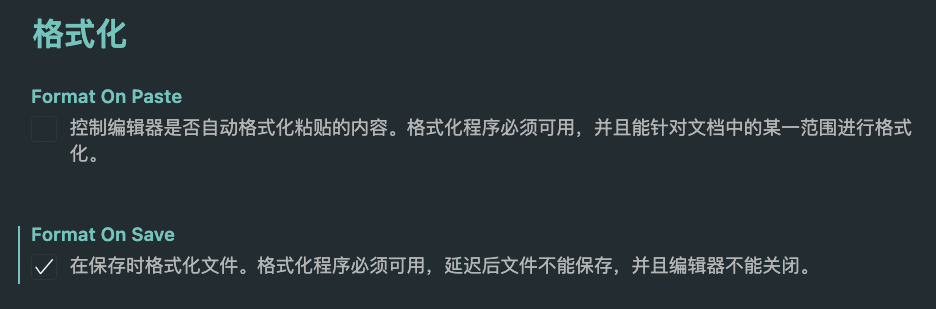 格式化
Format On Paste
控制编辑器是否自动格式化粘贴的内容。格式化程序必须可用，并且能针对文档中的某一范围进行格式
化。
Format On Save
在保存时格式化文件。格式化程序必须可用，延迟后文件不能保存，并且编辑器不能关闭。